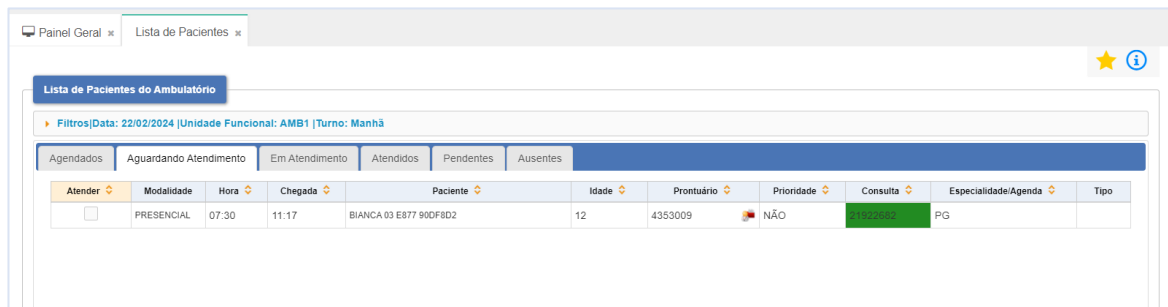 Painel Geral Lista de Pacientes
Lista de Pacientes do Ambulatório
Filtros|Data: 22/02/2024 |Unidade Funcional: AMB1 |Turno: Manhã
Agendados Aguardando Atendimento Em Atendimento Atendidos Pendentes Ausentes
Atender Modalidade Hora Chegada Paciente Idade Prontuário Prioridade Consulta Especialidade/Agenda Tipo
PRESENCIAL 07:30 11:17 BIANCA 03 E877 90DF8D2 12 4353009 NÃO 21922682 PG